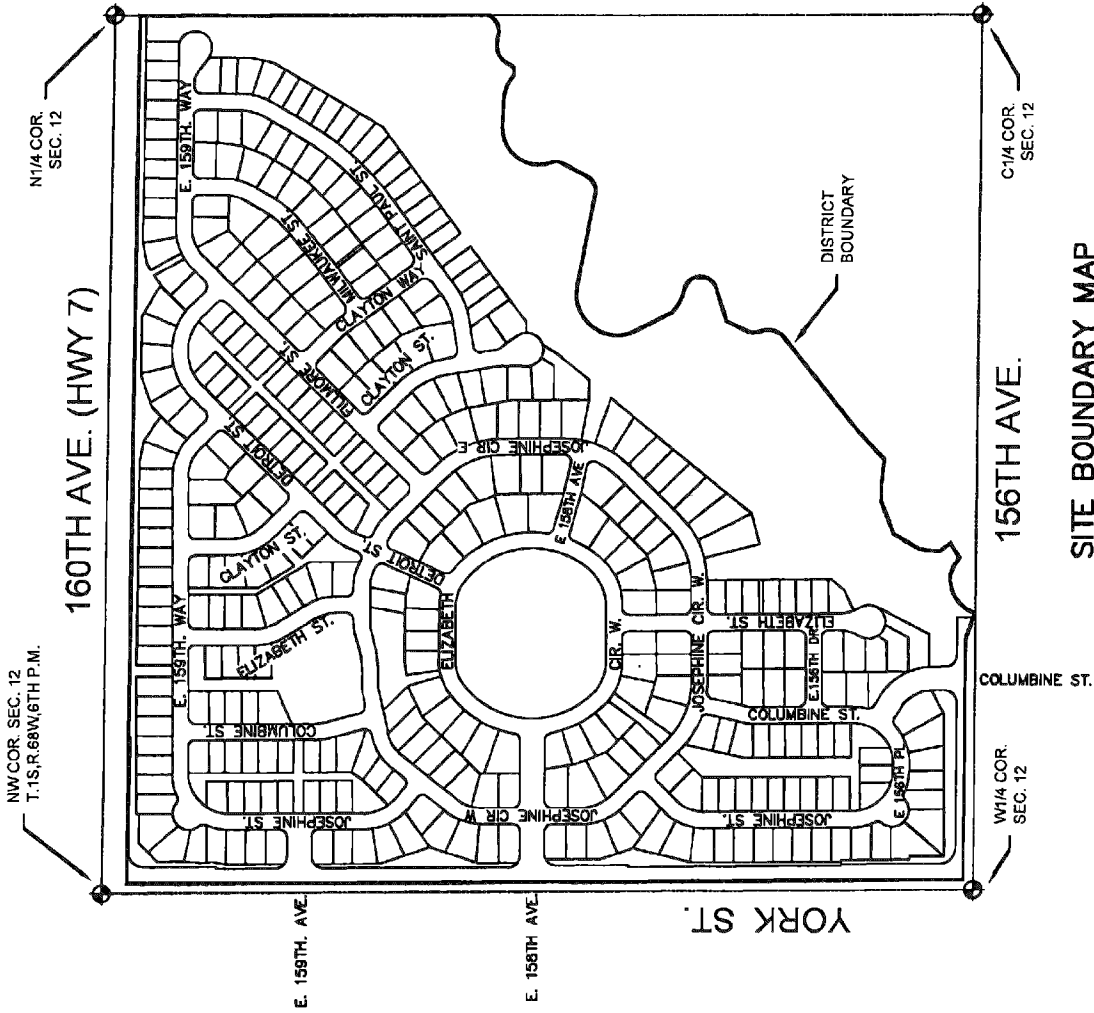 N1/4 COR.
SEC. 12
160TH AVE. (HWY 7)
NW COR. SEC. 12
T.1S,R.68W,6TH P.M.
E. 159TH. WAY
SAINT PAUL ST.
MILWAUKEE ST.
CLAYTON WAY
FILLMORE ST.
CLAYTON ST.
DETROIT ST.
CLAYTON ST.
E. 159TH. WAY
ELIZABETH ST.
COLUMBINE ST.
JOSEPHINE ST.
DETROIT ST.
JOSEPHINE CIR E.
E 158TH AVE
ELIZABETH
CIR. W.
JOSEPHINE CIR W
JOSEPHINE CIR. W.
ELIZABETH ST.
E.156TH DR
COLUMBINE ST.
JOSEPHINE ST.
E 156TH PL
E. 159TH. AVE.
E. 158TH AVE.
YORK ST.
DISTRICT
BOUNDARY
C1/4 COR.
SEC. 12
156TH AVE.
COLUMBINE ST.
W1/4 COR.
SEC. 12
SITE BOUNDARY MAP